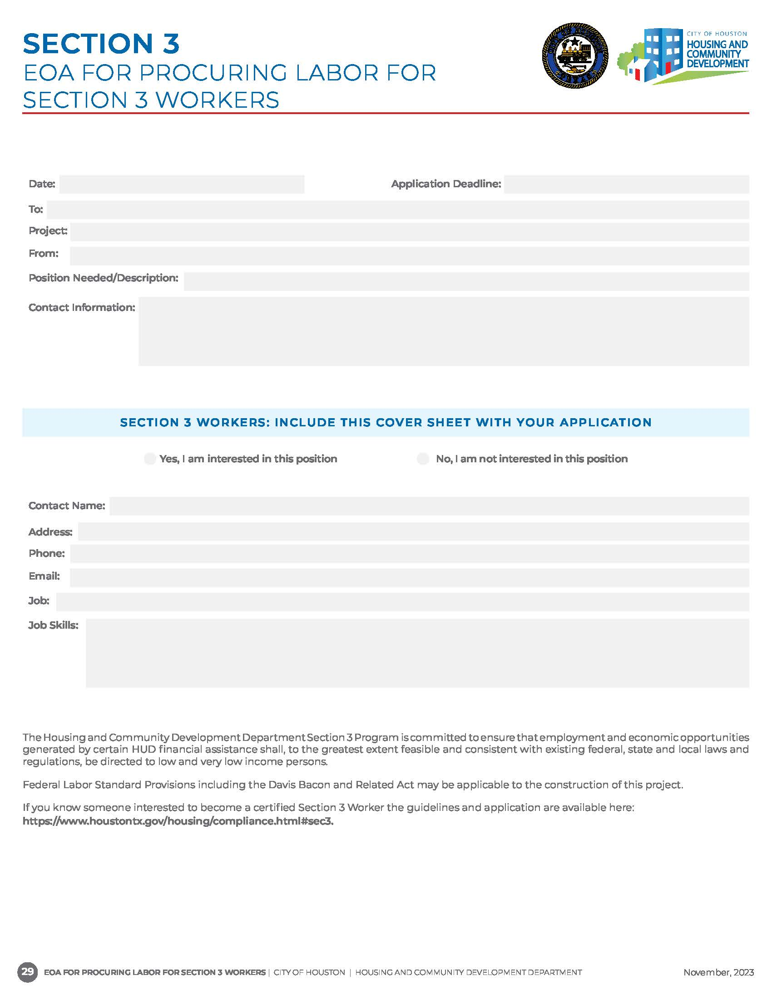 SECTION 3
EOA FOR PROCURING LABOR FOR
SECTION 3 WORKERS
CITY OF HOUSTON
HOUSING AND
COMMUNITY
DEVELOPMENT
Date:
Application Deadline:
To:
Project:
From:
Position Needed/Description:
Contact Information:
SECTION 3 WORKERS: INCLUDE THIS COVER SHEET WITH YOUR APPLICATION
Yes, I am interested in this position
No, I am not interested in this position
Contact Name:
Address:
Phone:
Email:
Job:
Job Skills:
The Housing and Community Development Department Section 3 Program is committed to ensure that employment and economic opportunities
generated by certain HUD financial assistance shall, to the greatest extent feasible and consistent with existing federal, state and local laws and
regulations, be directed to low and very low income persons.
Federal Labor Standard Provisions including the Davis Bacon and Related Act may be applicable to the construction of this project.
If you know someone interested to become a certified Section 3 Worker the guidelines and application are available here:
https://www.houstontx.gov/housing/compliance.html#sec3.
29 EOA FOR PROCURING LABOR FOR SECTION 3 WORKERS | CITY OF HOUSTON | HOUSING AND COMMUNITY DEVELOPMENT DEPARTMENT
November, 2023